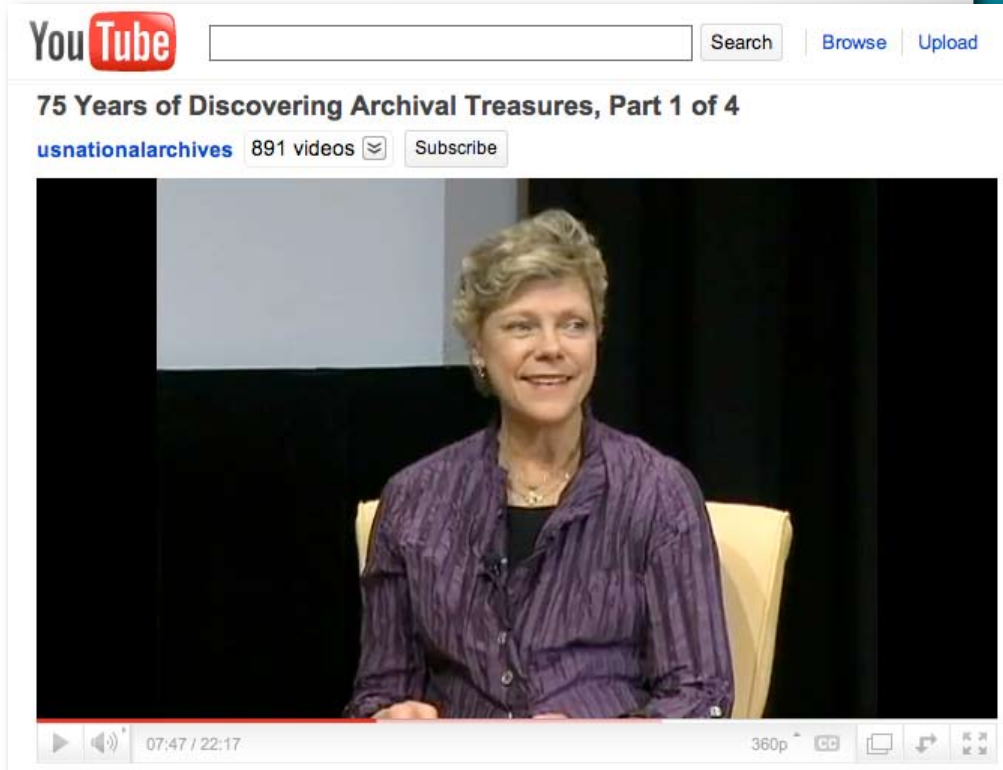 YouTube Search Browse Upload
75 Years of Discovering Archival Treasures, Part 1 of 4
usnationalarchives 891 videos Subscribe
07:47 / 22:17 360p CC